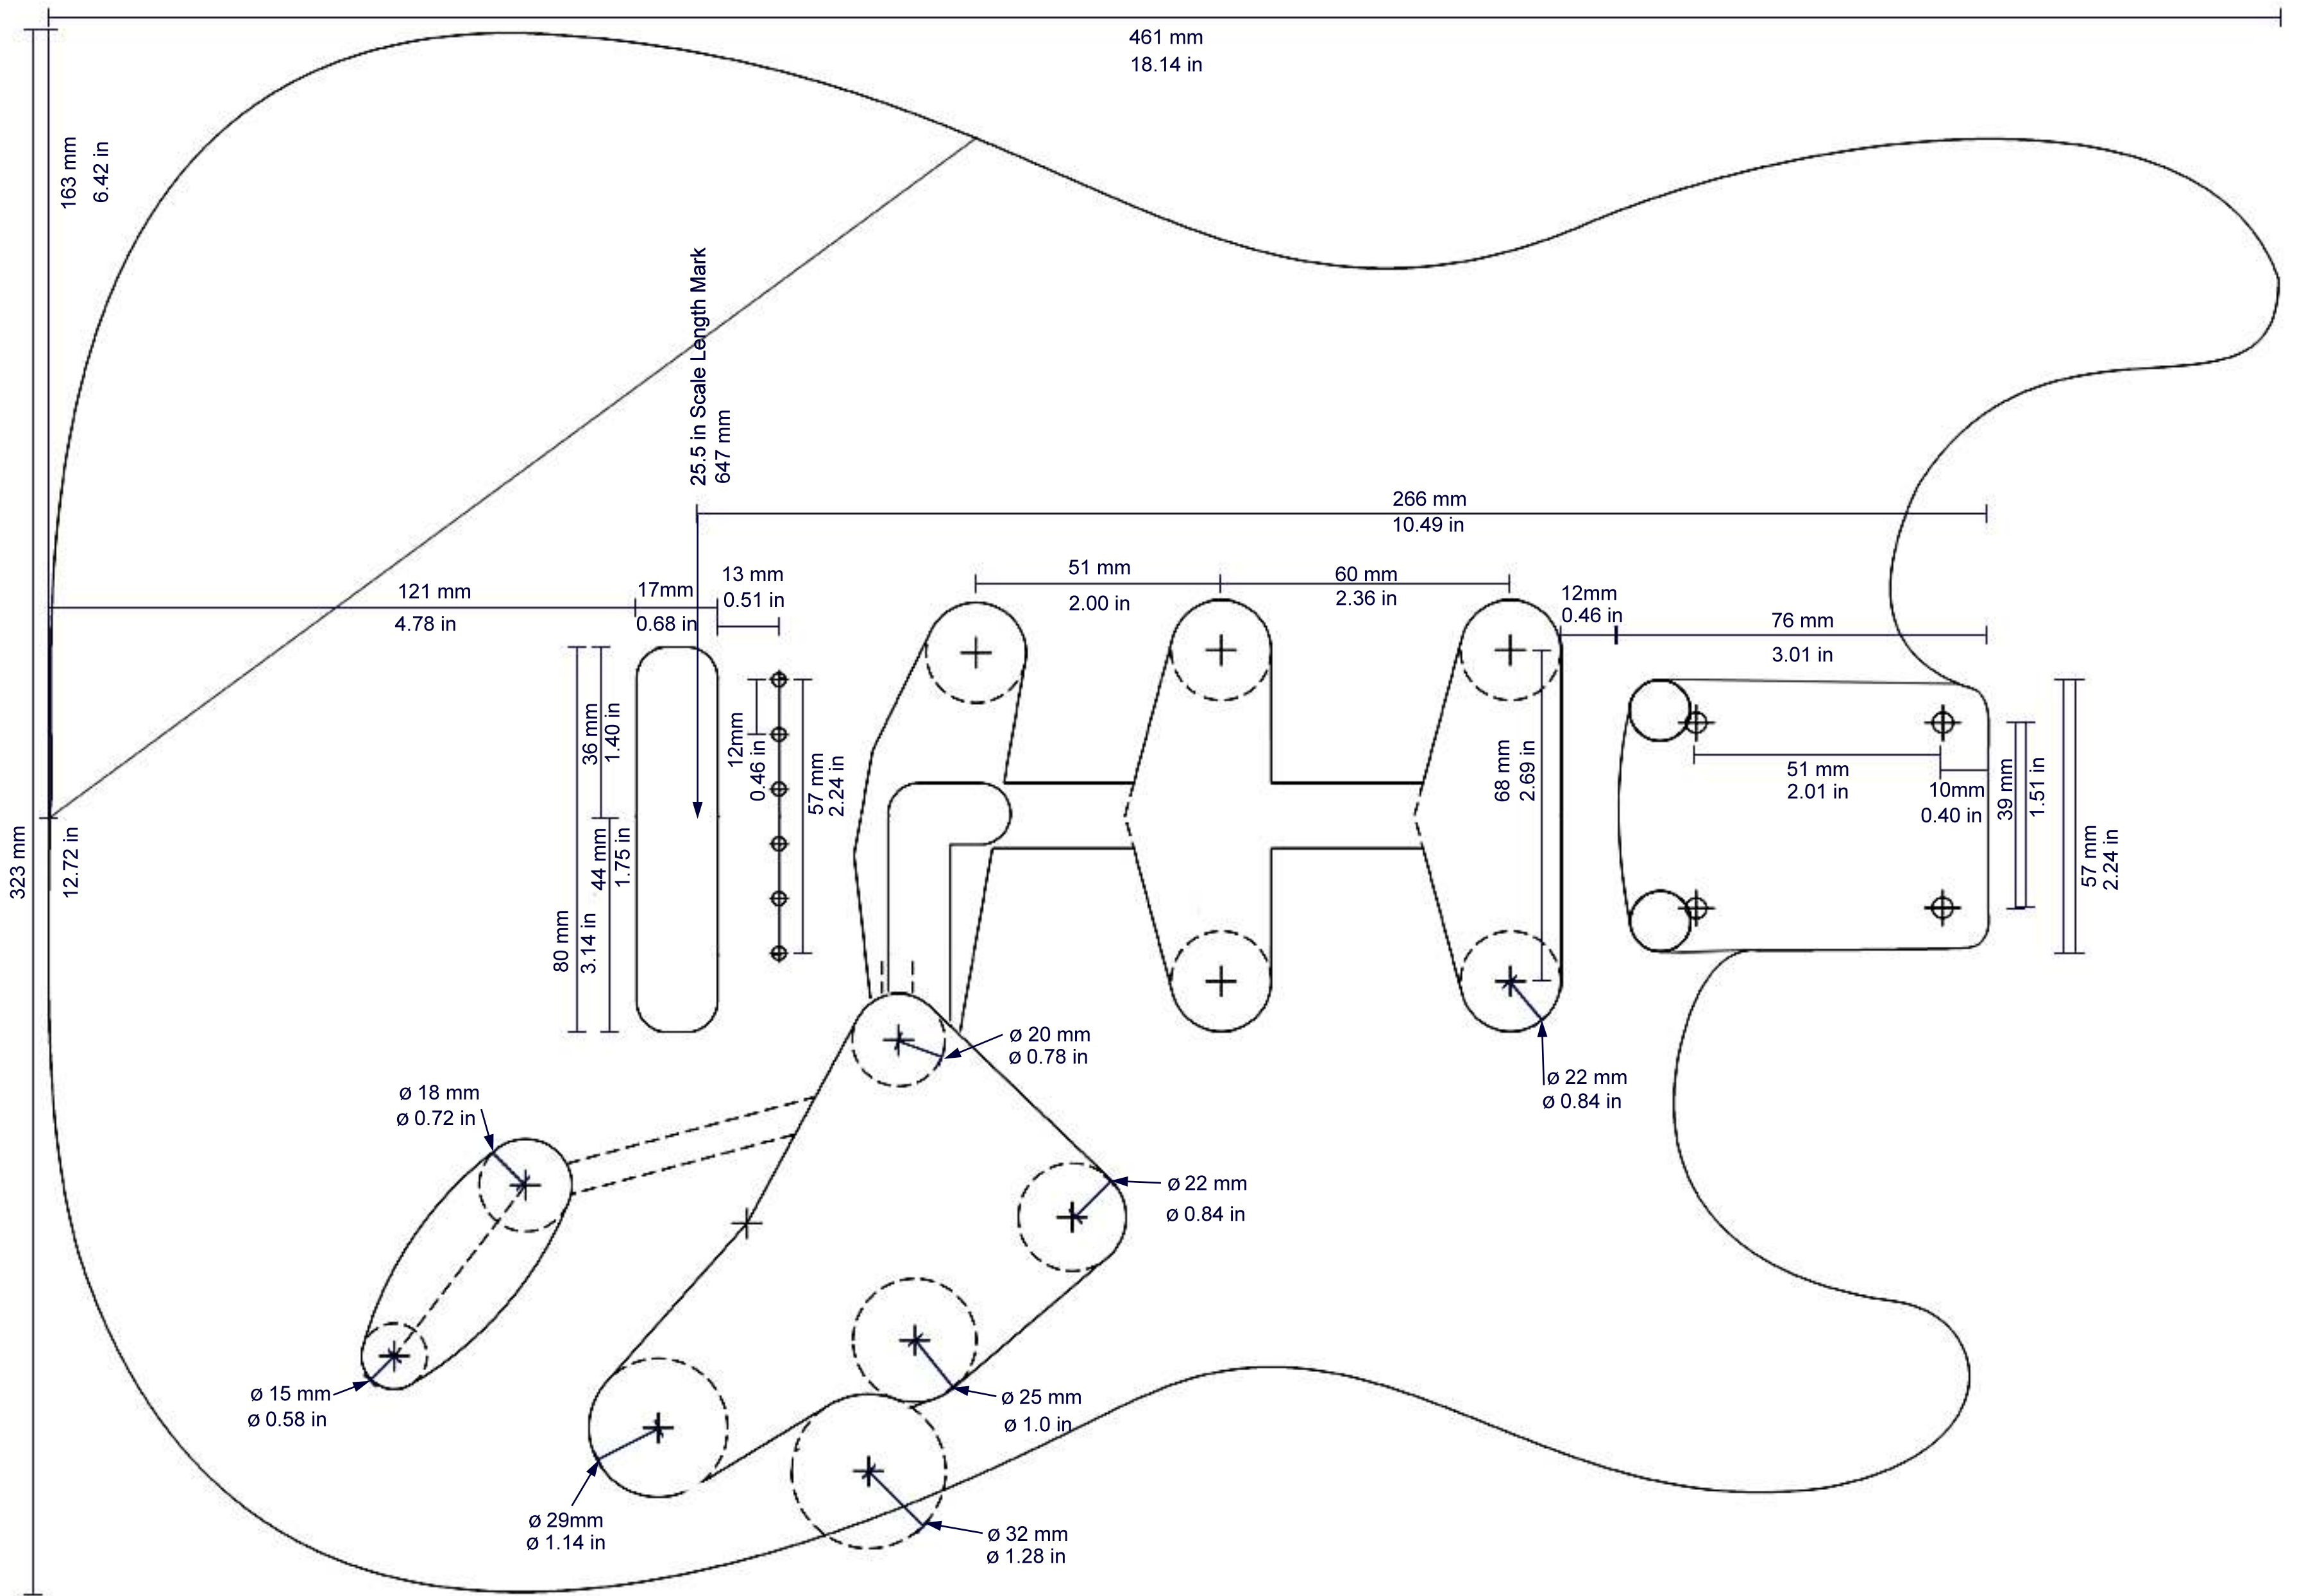 461 mm
18.14 in
163 mm
6.42 in
25.5 in Scale Length Mark
647 mm
266 mm
10.49 in
121 mm
4.78 in
17mm
0.68 in
13 mm
0.51 in
51 mm
2.00 in
60 mm
2.36 in
12mm
0.46 in
76 mm
3.01 in
36 mm
1.40 in
12mm
0.46 in
57 mm
2.24 in
68 mm
2.69 in
51 mm
2.01 in
10mm
0.40 in
39 mm
1.51 in
57 mm
2.24 in
323 mm
12.72 in
44 mm
1.75 in
80 mm
3.14 in
ø 20 mm
ø 0.78 in
ø 22 mm
ø 0.84 in
ø 18 mm
ø 0.72 in
ø 22 mm
ø 0.84 in
ø 15 mm
ø 0.58 in
ø 25 mm
ø 1.0 in
ø 29mm
ø 1.14 in
ø 32 mm
ø 1.28 in